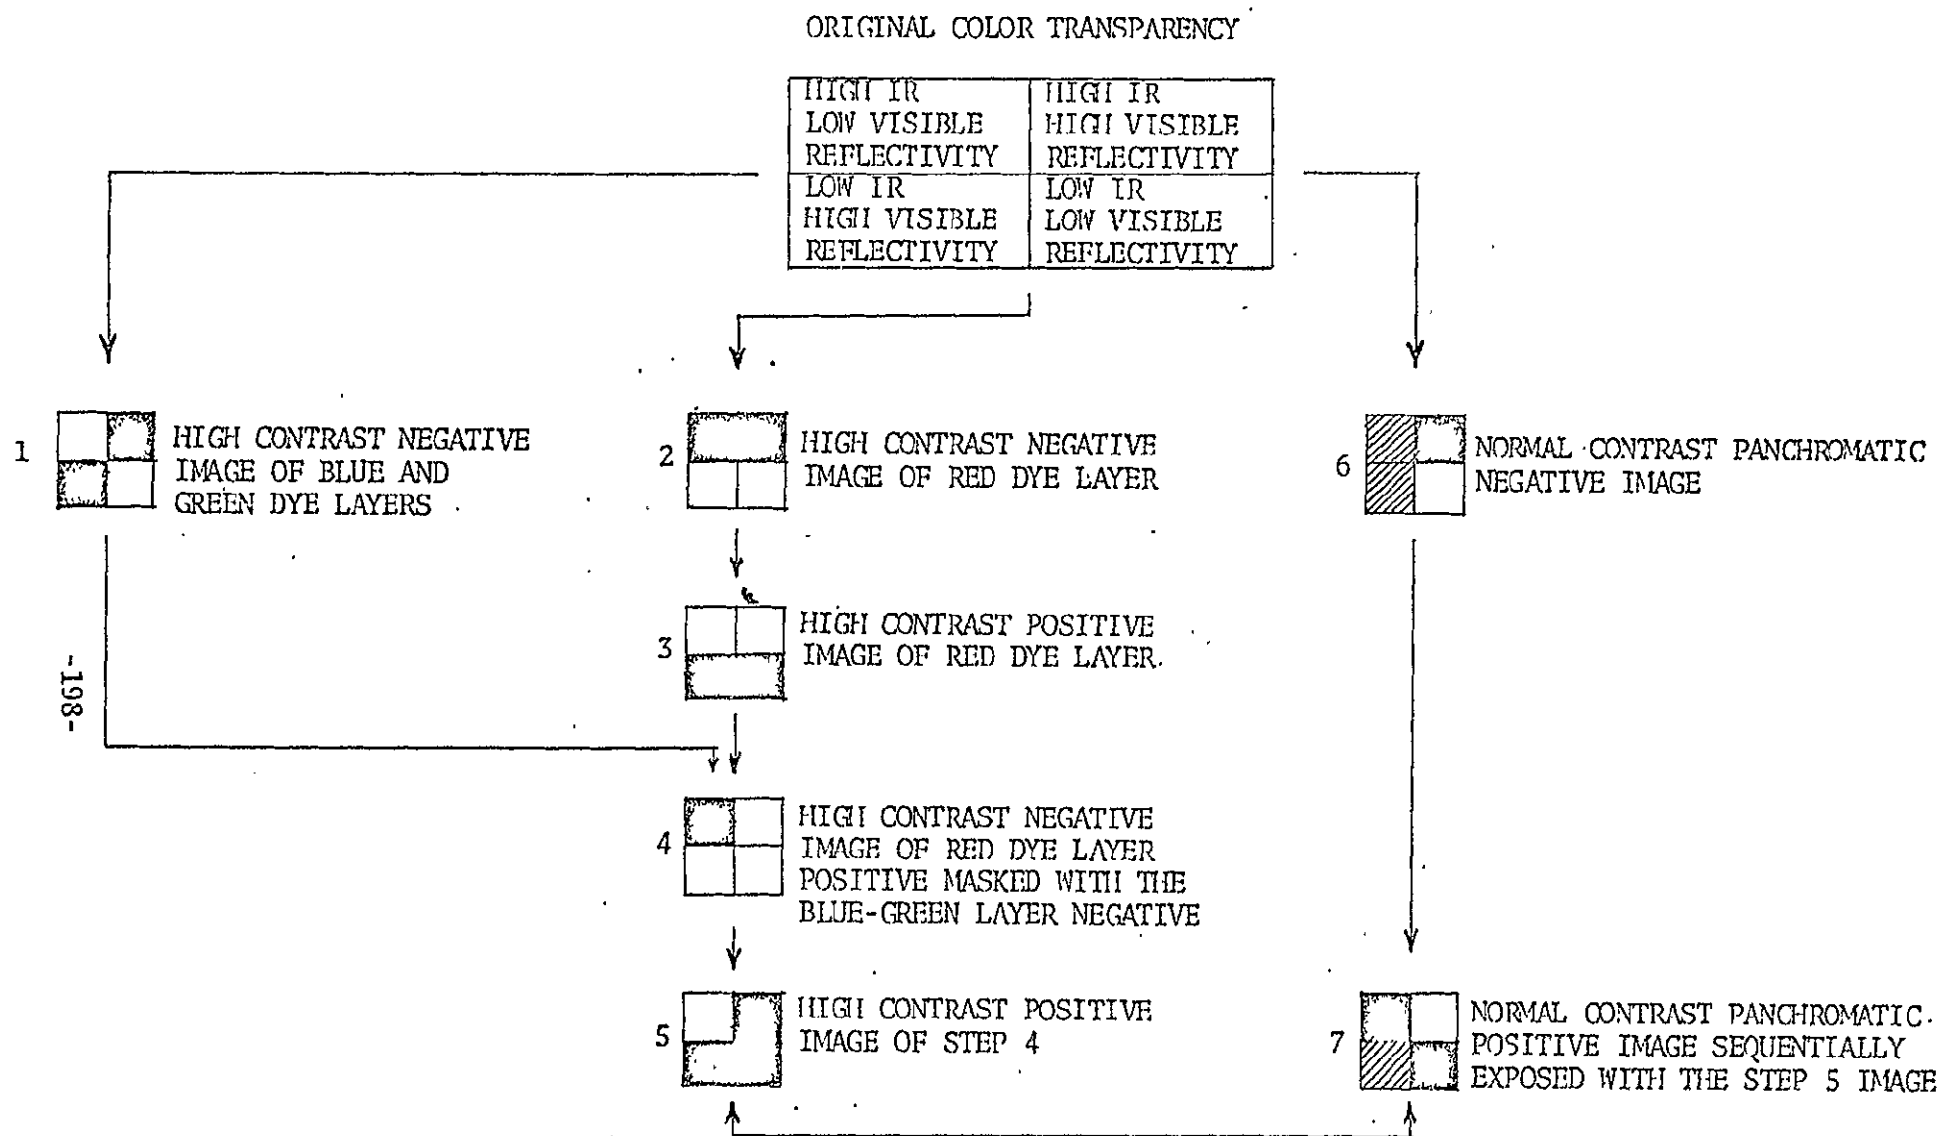 ORIGINAL COLOR TRANSPARENCY
HIGH IR
LOW VISIBLE
REFLECTIVITY
HIGH IR
HIGH VISIBLE
REFLECTIVITY
LOW IR
HIGH VISIBLE
REFLECTIVITY
LOW IR
LOW VISIBLE
REFLECTIVITY
1
HIGH CONTRAST NEGATIVE
IMAGE OF BLUE AND
GREEN DYE LAYERS
2
HIGH CONTRAST NEGATIVE
IMAGE OF RED DYE LAYER
6
NORMAL CONTRAST PANCHROMATIC
NEGATIVE IMAGE
3
HIGH CONTRAST POSITIVE
IMAGE OF RED DYE LAYER.
-198-
4
HIGH CONTRAST NEGATIVE
IMAGE OF RED DYE LAYER
POSITIVE MASKED WITH THE
BLUE-GREEN LAYER NEGATIVE
5
HIGH CONTRAST POSITIVE
IMAGE OF STEP 4
7
NORMAL CONTRAST PANCHROMATIC
POSITIVE IMAGE SEQUENTIALLY
EXPOSED WITH THE STEP 5 IMAGE